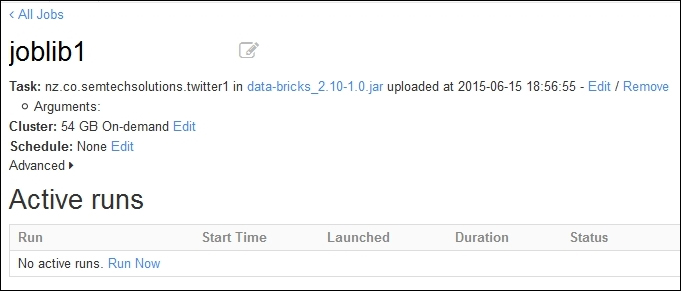 ‹ All Jobs
joblib1
Task: nz.co.semtechsolutions.twitter1 in data-bricks_2.10-1.0.jar uploaded at 2015-06-15 18:56:55 - Edit / Remove
Arguments:
Cluster: 54 GB On-demand Edit
Schedule: None Edit
Advanced
Active runs
Run Start Time Launched Duration Status
No active runs. Run Now